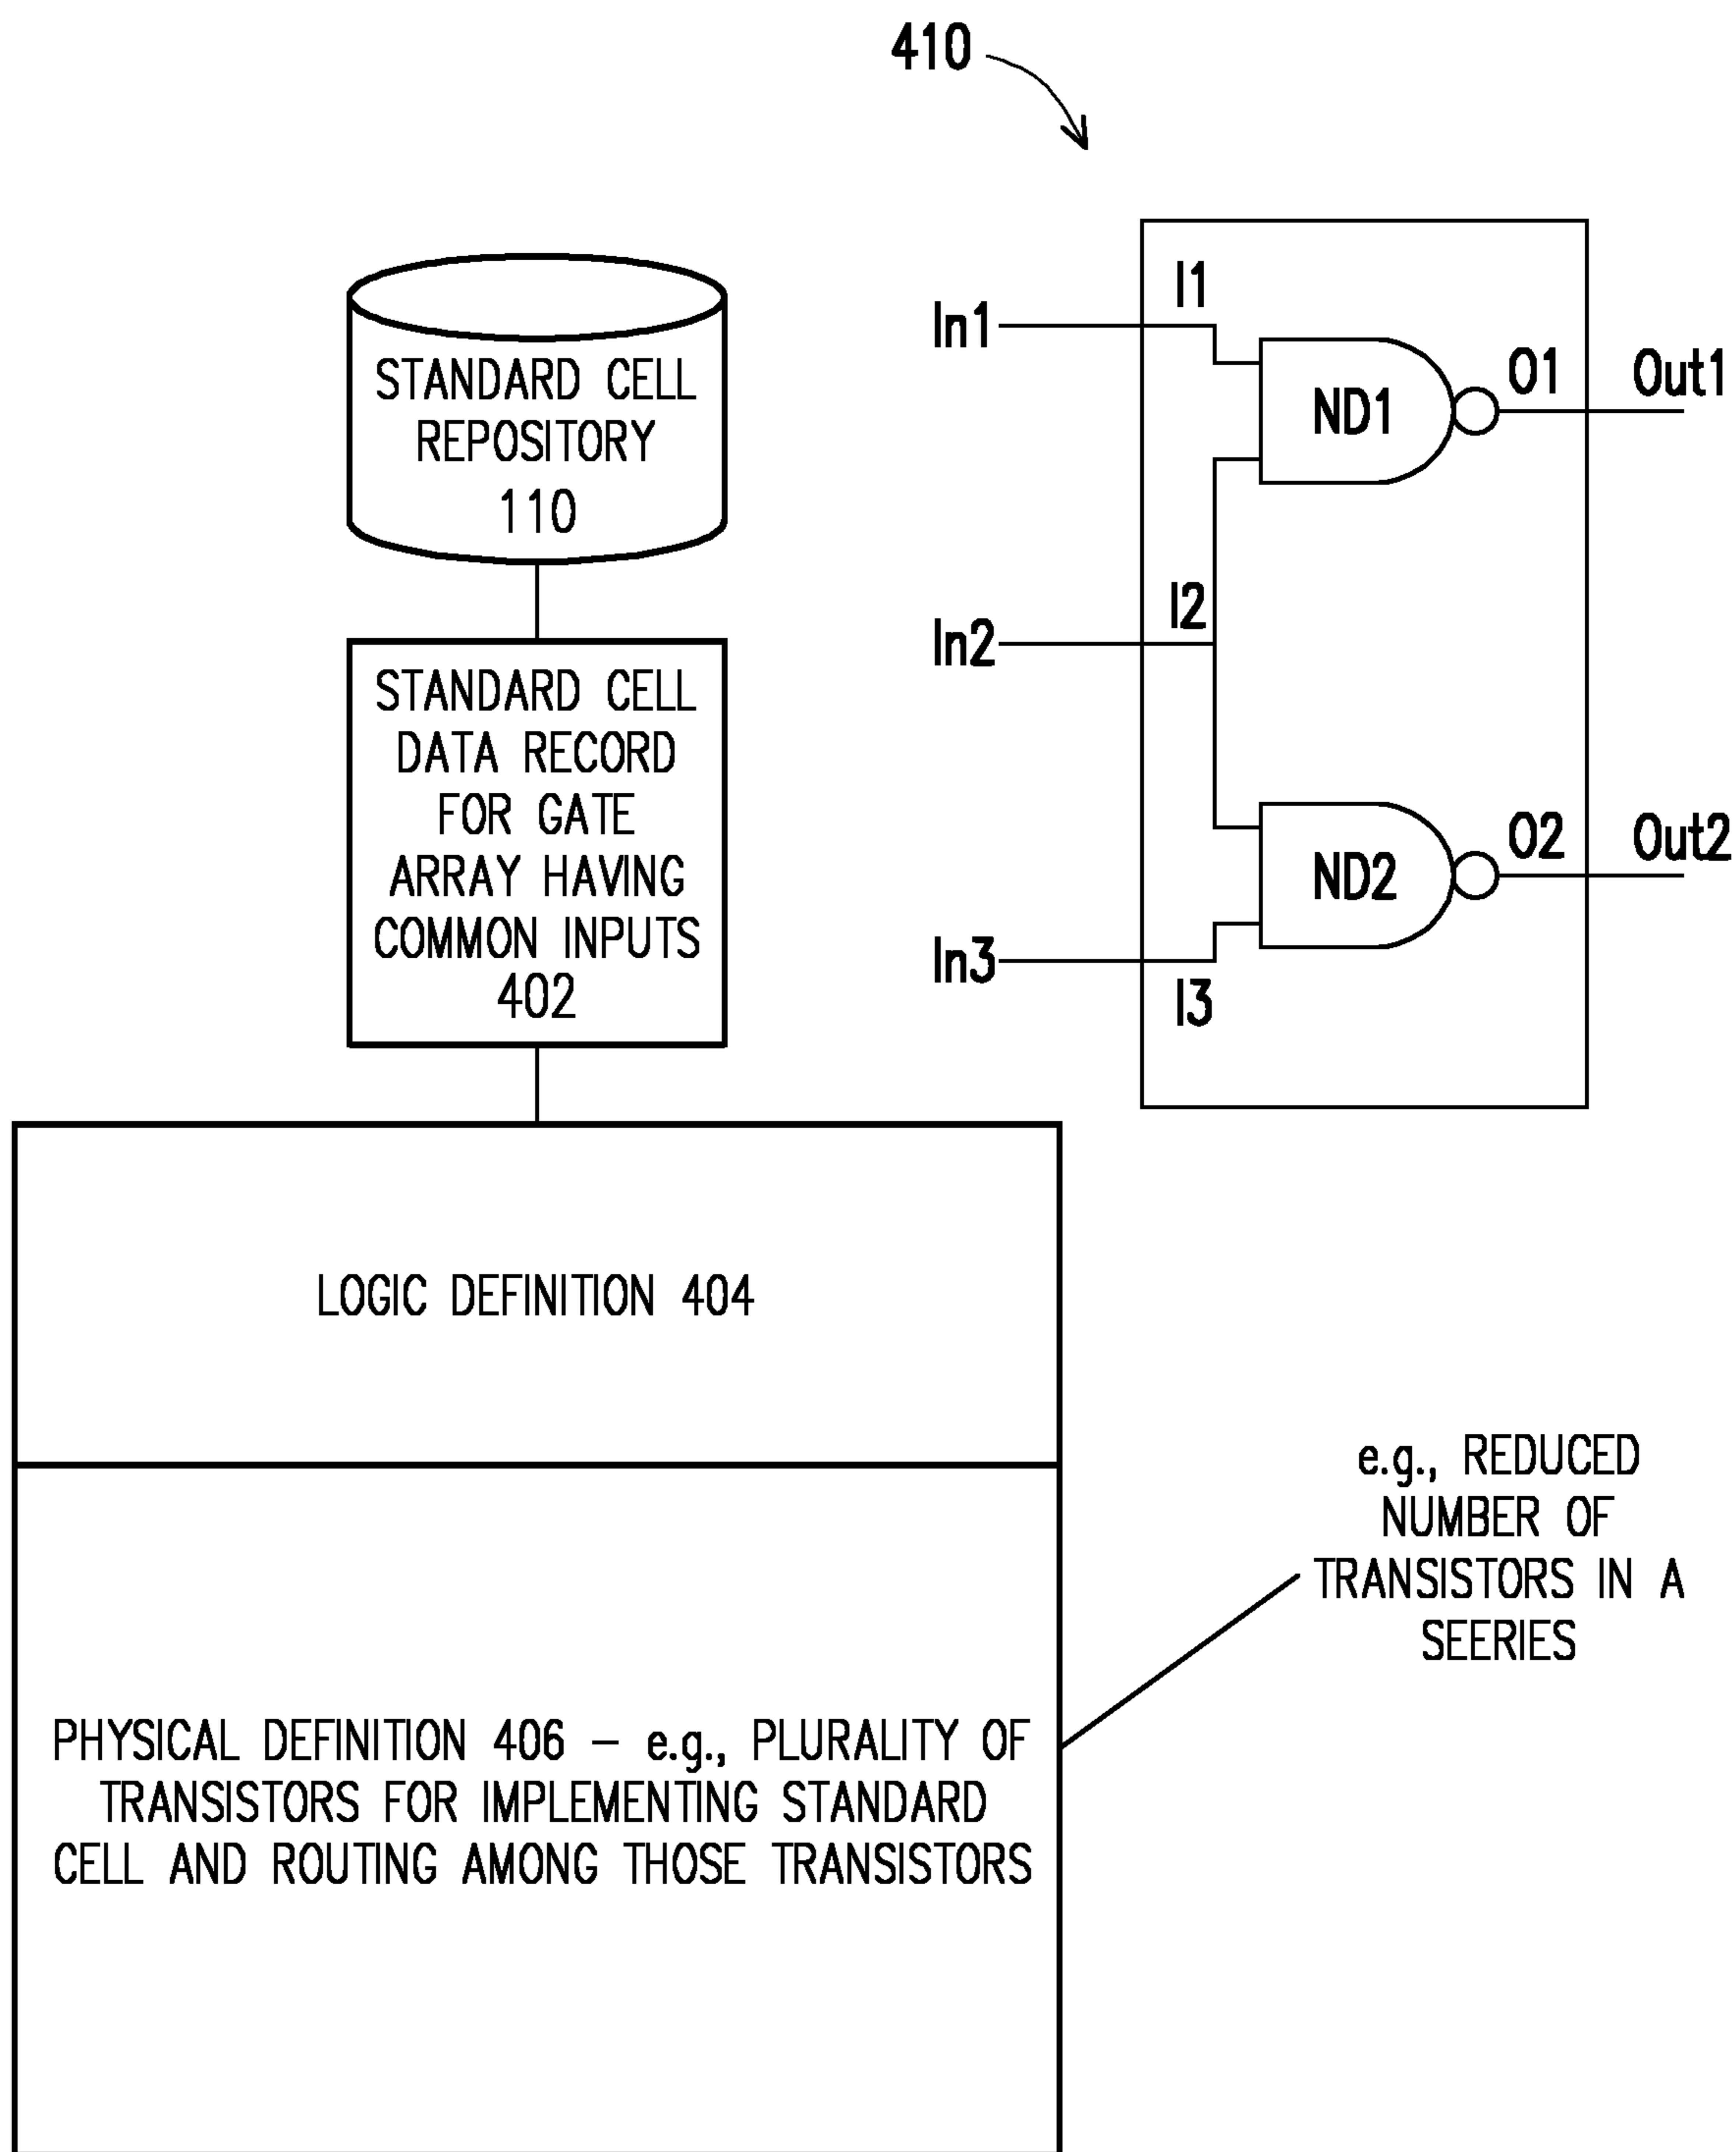 410
STANDARD CELL
REPOSITORY
110
STANDARD CELL
DATA RECORD
FOR GATE
ARRAY HAVING
COMMON INPUTS
402
In1
I1
ND1
O1
Out1
In2
I2
In3
I3
ND2
O2
Out2
LOGIC DEFINITION 404
PHYSICAL DEFINITION 406 – e.g., PLURALITY OF
TRANSISTORS FOR IMPLEMENTING STANDARD
CELL AND ROUTING AMONG THOSE TRANSISTORS
e.g., REDUCED
NUMBER OF
TRANSISTORS IN A
SEERIES